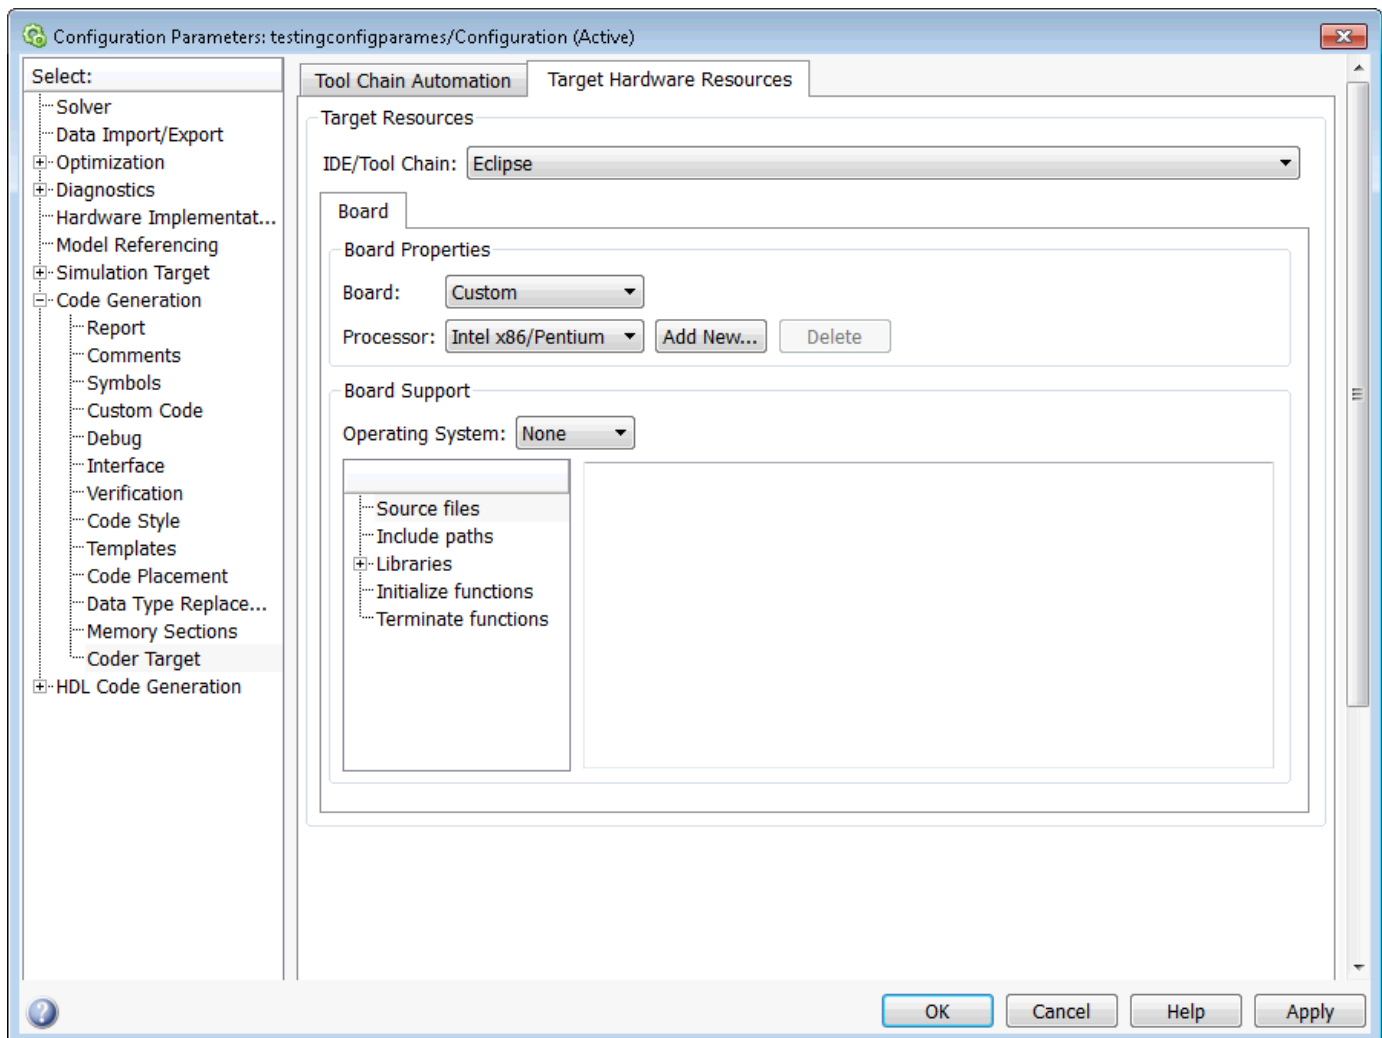 Configuration Parameters: testingconfigparames/Configuration (Active)
Select:
Solver
Data Import/Export
Optimization
Diagnostics
Hardware Implementat...
Model Referencing
Simulation Target
Code Generation
Report
Comments
Symbols
Custom Code
Debug
Interface
Verification
Code Style
Templates
Code Placement
Data Type Replace...
Memory Sections
Coder Target
HDL Code Generation
Tool Chain Automation
Target Hardware Resources
Target Resources
IDE/Tool Chain: Eclipse
Board
Board Properties
Board: Custom
Processor: Intel x86/Pentium Add New... Delete
Board Support
Operating System: None
Source files
Include paths
Libraries
Initialize functions
Terminate functions
OK Cancel Help Apply